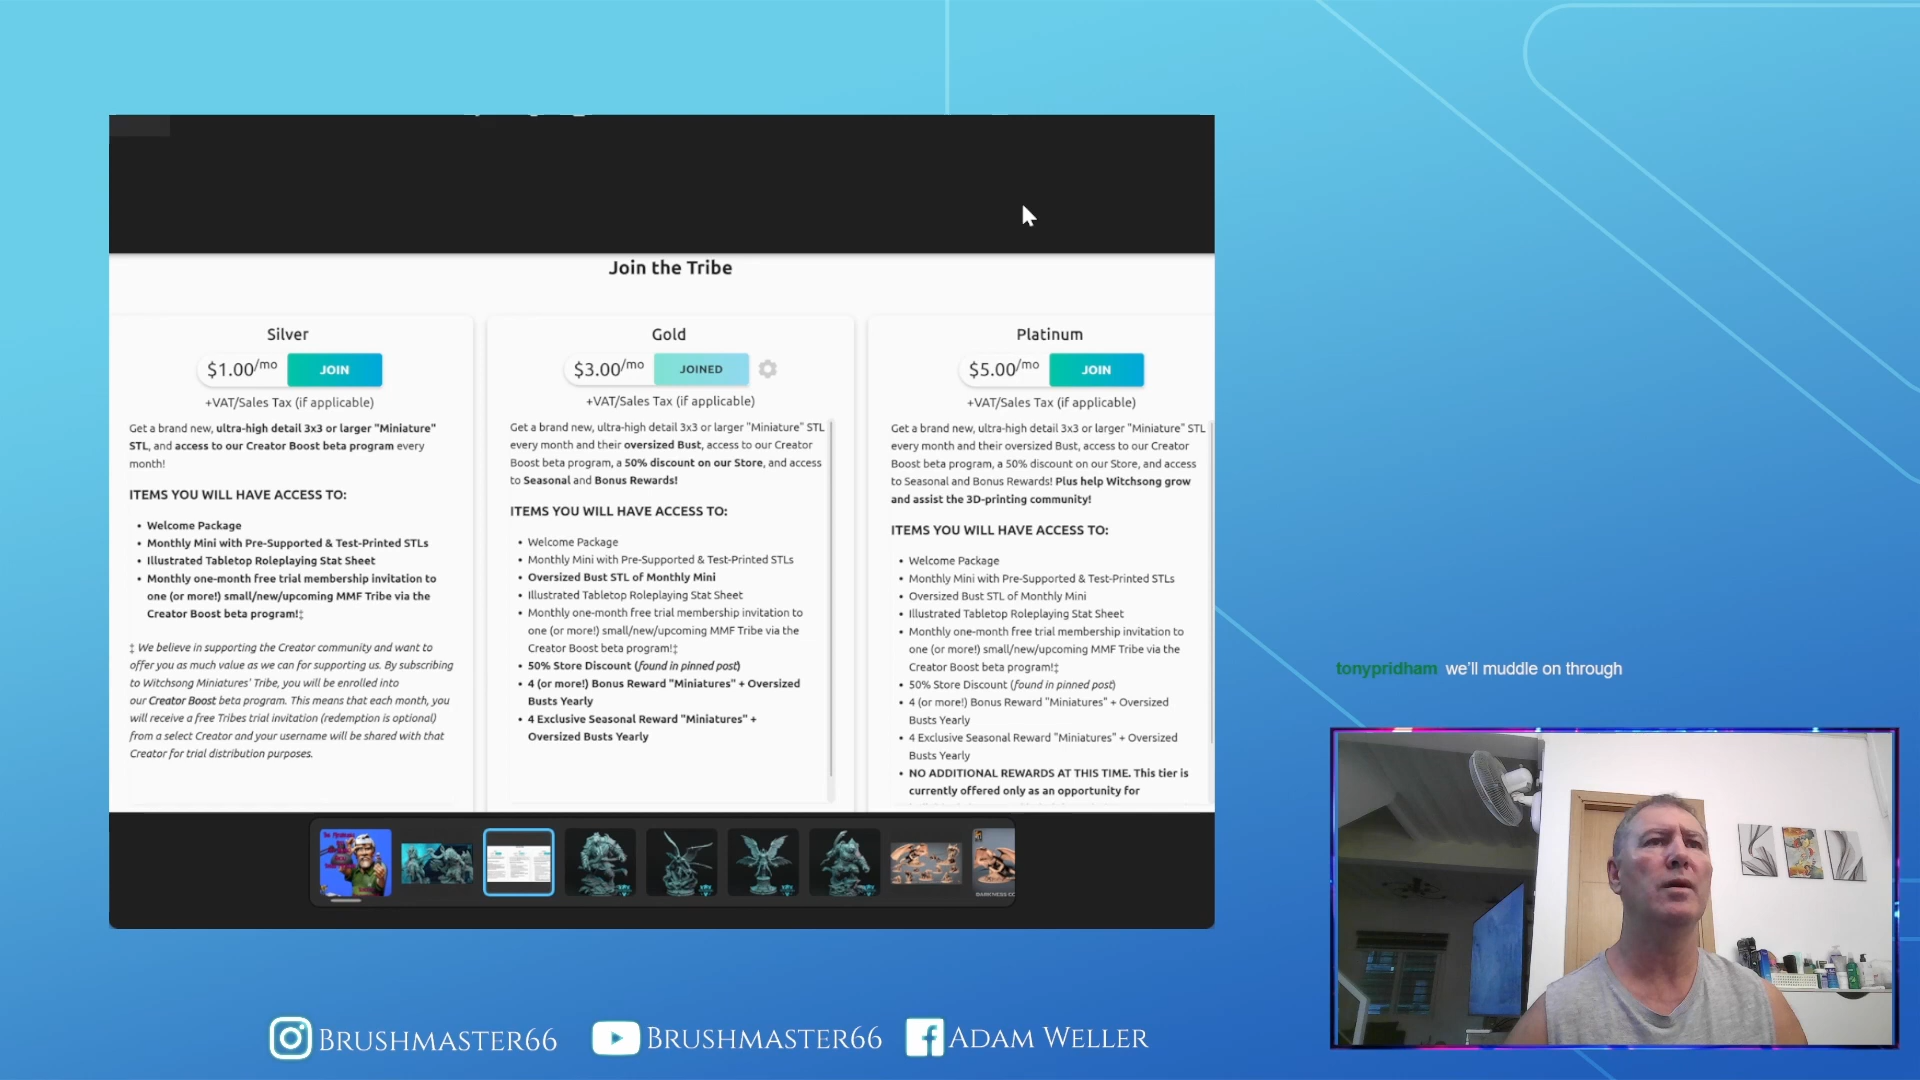 Join the Tribe
Silver
$1.00/mo
JOIN
+VAT/Sales Tax (if applicable)
Get a brand new, ultra-high detail 3x3 or larger "Miniature"
STL, and access to our Creator Boost beta program every
month!
ITEMS YOU WILL HAVE ACCESS TO:
• Welcome Package
• Monthly Mini with Pre-Supported & Test-Printed STLs
• Illustrated Tabletop Roleplaying Stat Sheet
• Monthly one-month free trial membership invitation to
one (or more!) small/new/upcoming MMF Tribe via the
Creator Boost beta program!‡
‡ We believe in supporting the Creator community and want to
offer you as much value as we can for supporting us. By subscribing
to Witchsong Miniatures' Tribe, you will be enrolled into
our Creator Boost beta program. This means that each month, you
will receive a free Tribes trial invitation (redemption is optional)
from a select Creator and your username will be shared with that
Creator for trial distribution purposes.
Gold
$3.00/mo
JOINED
+VAT/Sales Tax (if applicable)
Get a brand new, ultra-high detail 3x3 or larger "Miniature" STL
every month and their oversized Bust, access to our Creator
Boost beta program, a 50% discount on our Store, and access
to Seasonal and Bonus Rewards!
ITEMS YOU WILL HAVE ACCESS TO:
• Welcome Package
• Monthly Mini with Pre-Supported & Test-Printed STLs
• Oversized Bust STL of Monthly Mini
• Illustrated Tabletop Roleplaying Stat Sheet
• Monthly one-month free trial membership invitation to
one (or more!) small/new/upcoming MMF Tribe via the
Creator Boost beta program!‡
• 50% Store Discount (found in pinned post)
• 4 (or more!) Bonus Reward "Miniatures" + Oversized
Busts Yearly
• 4 Exclusive Seasonal Reward "Miniatures" +
Oversized Busts Yearly
Platinum
$5.00/mo
JOIN
+VAT/Sales Tax (if applicable)
Get a brand new, ultra-high detail 3x3 or larger "Miniature" STL
every month and their oversized Bust, access to our Creator
Boost beta program, a 50% discount on our Store, and access
to Seasonal and Bonus Rewards! Plus help Witchsong grow
and assist the 3D-printing community!
ITEMS YOU WILL HAVE ACCESS TO:
• Welcome Package
• Monthly Mini with Pre-Supported & Test-Printed STLs
• Oversized Bust STL of Monthly Mini
• Illustrated Tabletop Roleplaying Stat Sheet
• Monthly one-month free trial membership invitation to
one (or more!) small/new/upcoming MMF Tribe via the
Creator Boost beta program!‡
• 50% Store Discount (found in pinned post)
• 4 (or more!) Bonus Reward "Miniatures" + Oversized
Busts Yearly
• 4 Exclusive Seasonal Reward "Miniatures" + Oversized
Busts Yearly
• NO ADDITIONAL REWARDS AT THIS TIME. This tier is
currently offered only as an opportunity for
tonypridham we'll muddle on through
BRUSHMASTER66
BRUSHMASTER66
ADAM WELLER